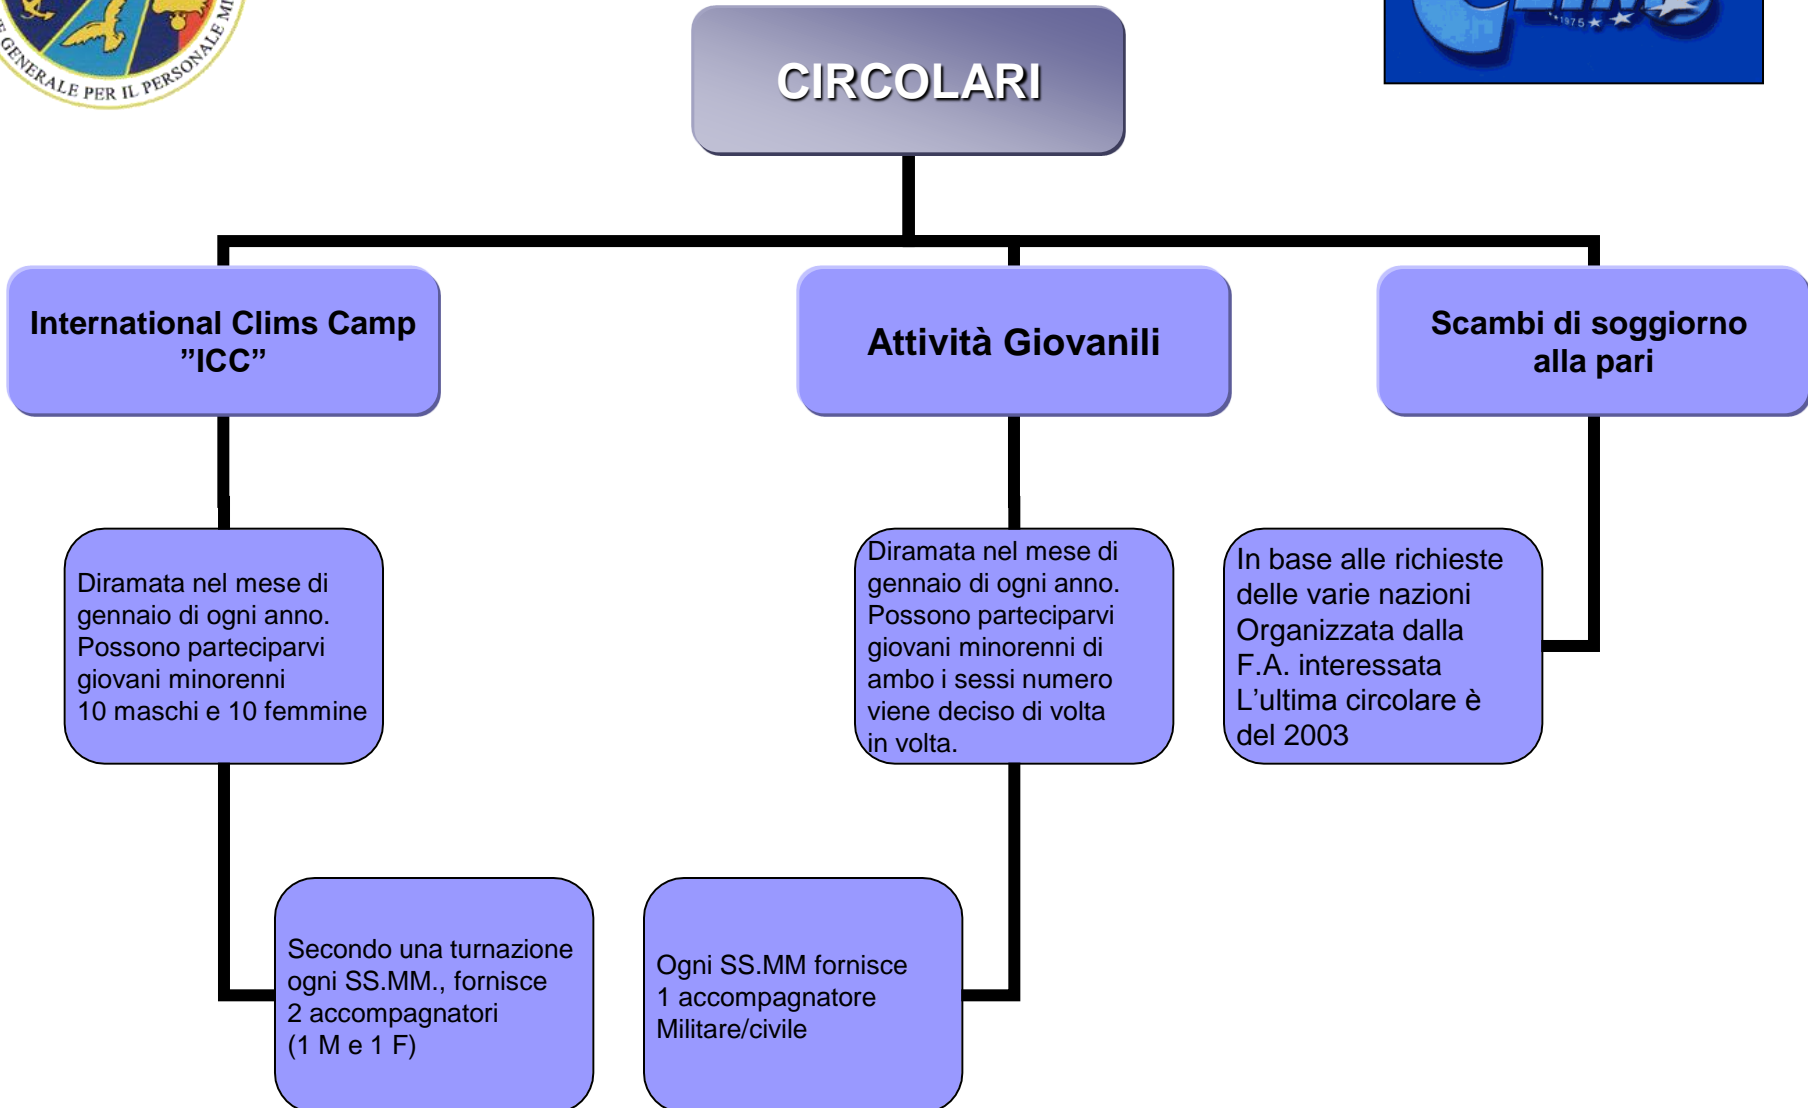 GENERALE PER IL PERSONALE
1975
CIRCOLARI
International Clims Camp
”ICC”
Attività Giovanili
Scambi di soggiorno
alla pari
Diramata nel mese di
gennaio di ogni anno.
Possono parteciparvi
giovani minorenni
10 maschi e 10 femmine
Diramata nel mese di
gennaio di ogni anno.
Possono parteciparvi
giovani minorenni di
ambo i sessi numero
viene deciso di volta
in volta.
In base alle richieste
delle varie nazioni
Organizzata dalla
F.A. interessata
L’ultima circolare è
del 2003
Secondo una turnazione
ogni SS.MM., fornisce
2 accompagnatori
(1 M e 1 F)
Ogni SS.MM fornisce
1 accompagnatore
Militare/civile